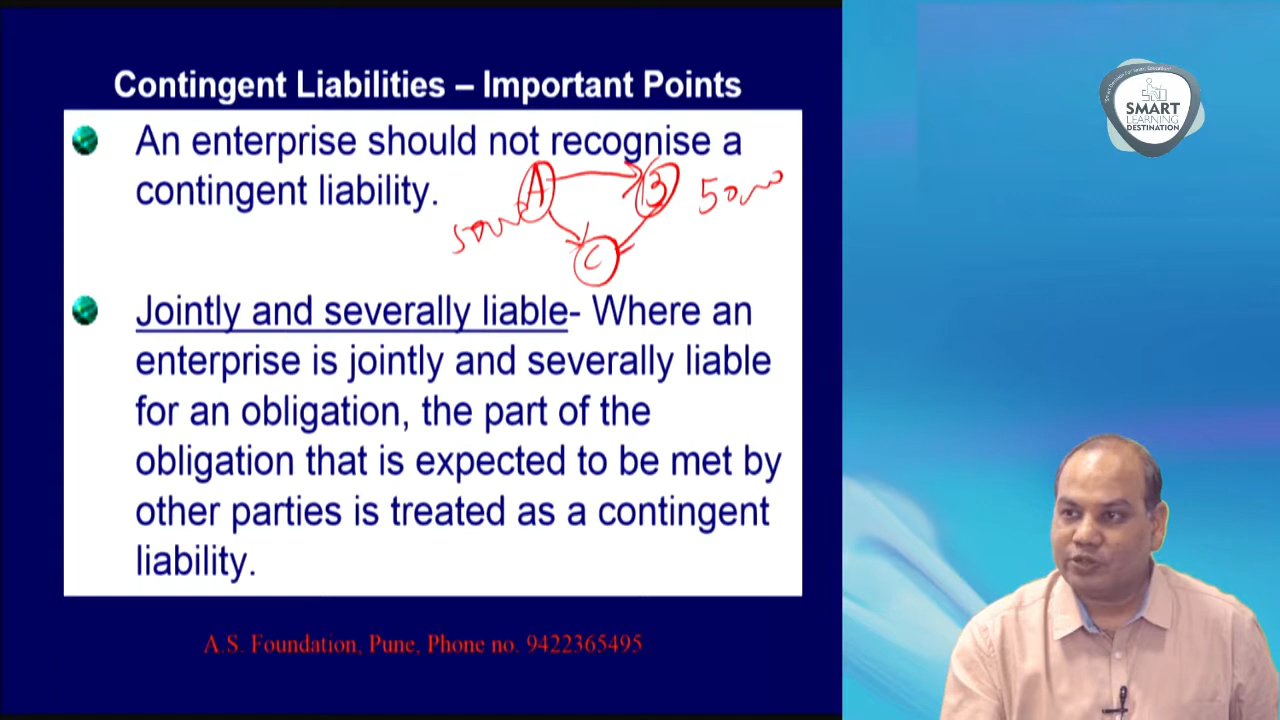 Contingent Liabilities – Important Points
An enterprise should not recognise a
contingent liability.
A
B
C
Jointly and severally liable- Where an
enterprise is jointly and severally liable
for an obligation, the part of the
obligation that is expected to be met by
other parties is treated as a contingent
liability.
A.S. Foundation, Pune, Phone no. 9422365495
SMART
LEARNING
DESTINATION